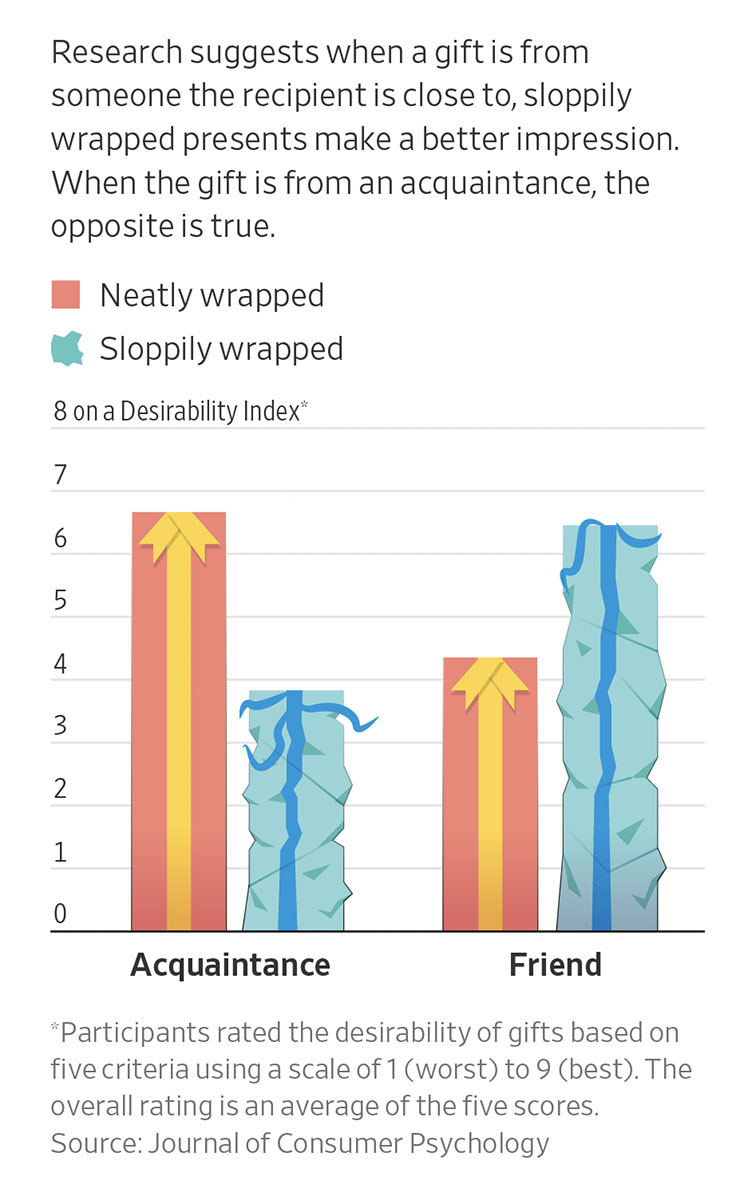 Research suggests when a gift is from
someone the recipient is close to, sloppily
wrapped presents make a better impression.
When the gift is from an acquaintance, the
opposite is true.
Neatly wrapped
Sloppily wrapped
8 on a Desirability Index*
7
6
5
4
3
2
1
0
Acquaintance
Friend
*Participants rated the desirability of gifts based on
five criteria using a scale of 1 (worst) to 9 (best). The
overall rating is an average of the five scores.
Source: Journal of Consumer Psychology